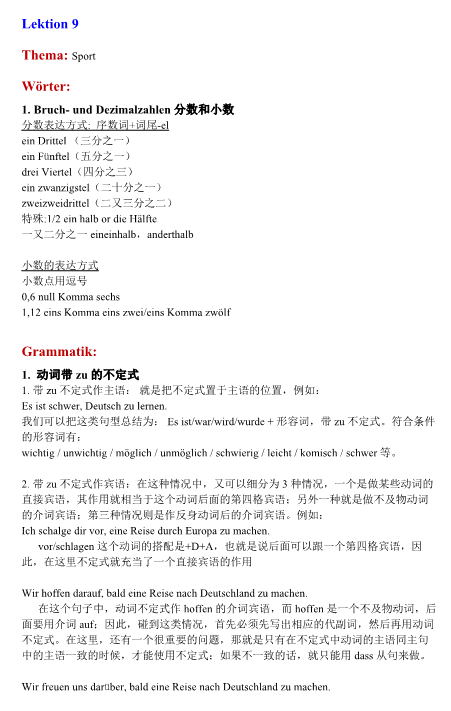 Lektion 9
Thema: Sport
Wörter:
1. Bruch- und Dezimalzahlen 分数和小数
分数表达方式: 序数词+词尾-el
ein Drittel （三分之一）
ein Fünftel（五分之一）
drei Viertel（四分之三）
ein zwanzigstel（二十分之一）
zweizweidrittel（二又三分之二）
特殊:1/2 ein halb or die Hälfte
一又二分之一 eineinhalb，anderthalb
小数的表达方式
小数点用逗号
0,6 null Komma sechs
1,12 eins Komma eins zwei/eins Komma zwölf
Grammatik:
1. 动词带 zu 的不定式
1. 带 zu 不定式作主语： 就是把不定式置于主语的位置，例如：
Es ist schwer, Deutsch zu lernen.
我们可以把这类句型总结为： Es ist/war/wird/wurde + 形容词，带 zu 不定式。符合条件
的形容词有：
wichtig / unwichtig / möglich / unmöglich / schwierig / leicht / komisch / schwer 等。
2. 带 zu 不定式作宾语：在这种情况中，又可以细分为 3 种情况，一个是做某些动词的
直接宾语，其作用就相当于这个动词后面的第四格宾语；另外一种就是做不及物动词
的介词宾语；第三种情况则是作反身动词后的介词宾语。例如：
Ich schalge dir vor, eine Reise durch Europa zu machen.
vor/schlagen 这个动词的搭配是+D+A，也就是说后面可以跟一个第四格宾语，因
此，在这里不定式就充当了一个直接宾语的作用
Wir hoffen darauf, bald eine Reise nach Deutschland zu machen.
在这个句子中，动词不定式作 hoffen 的介词宾语，而 hoffen 是一个不及物动词，后
面要用介词 auf；因此，碰到这类情况，首先必须先写出相应的代副词，然后再用动词
不定式。在这里，还有一个很重要的问题，那就是只有在不定式中动词的主语同主句
中的主语一致的时候，才能使用不定式；如果不一致的话，就只能用 dass 从句来做。
Wir freuen uns darüber, bald eine Reise nach Deutschland zu machen.